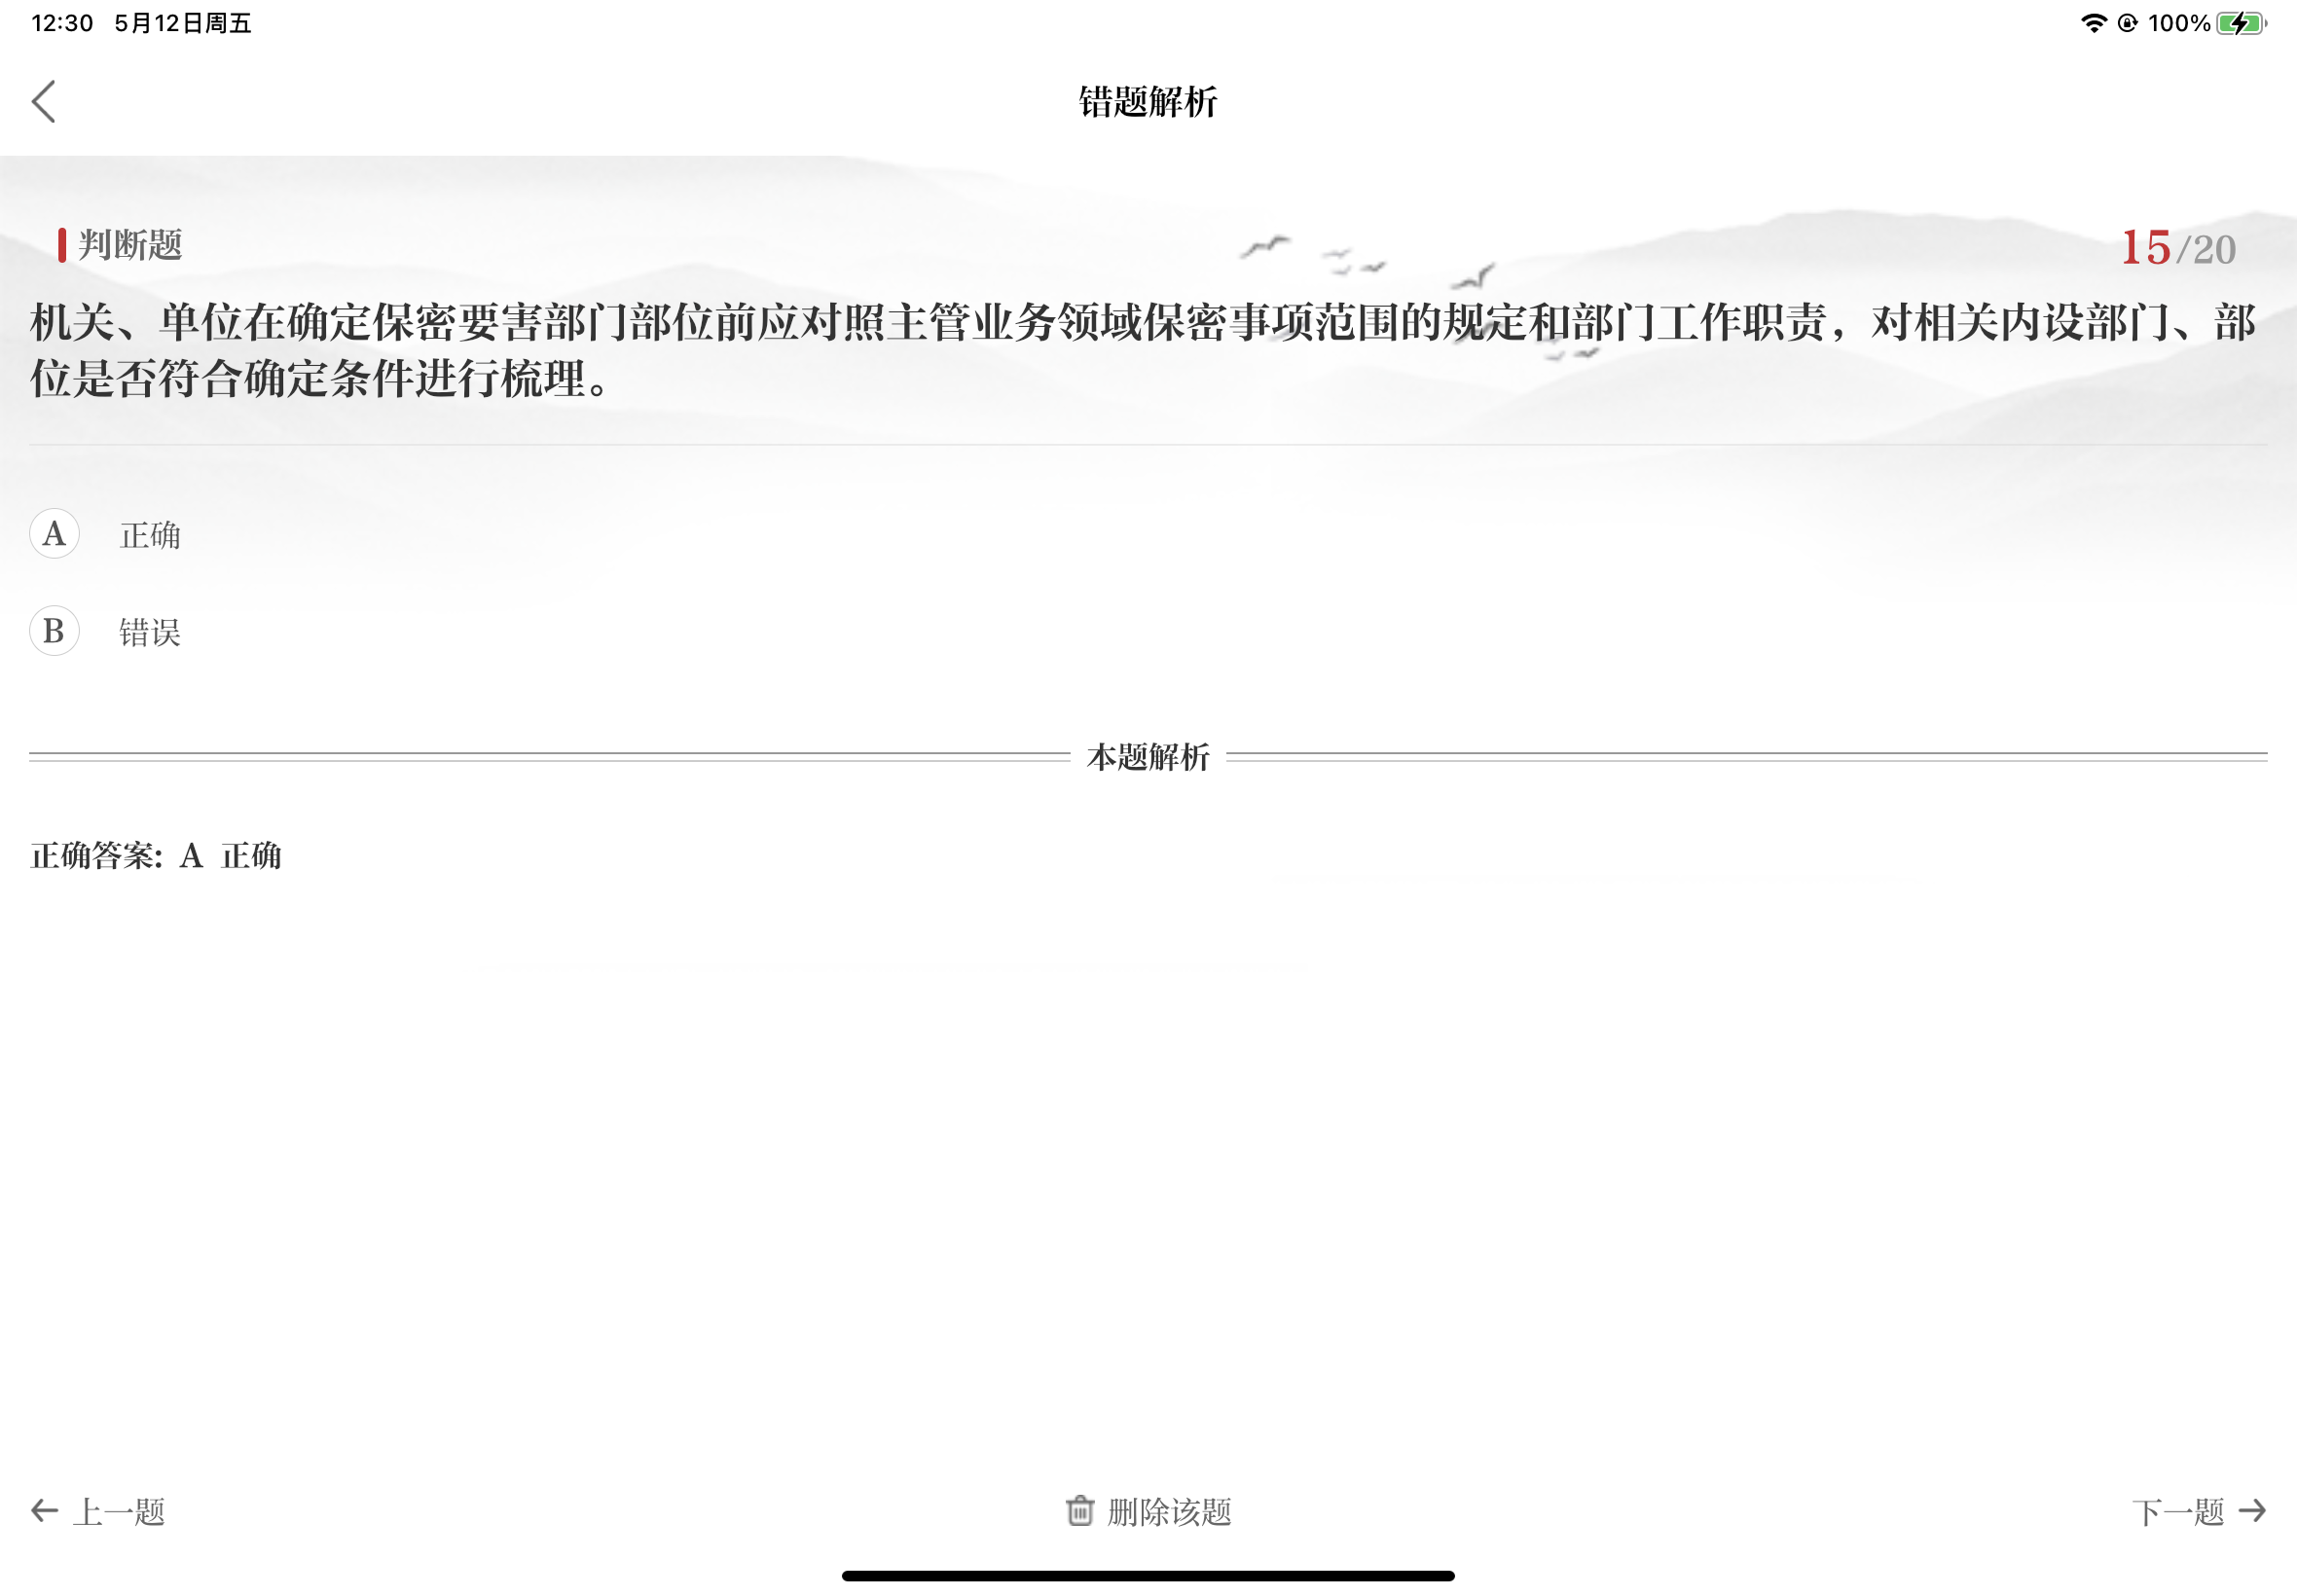 12:30 5月12日周五
100%
错题解析
判断题
15/20
机关、单位在确定保密要害部门部位前应对照主管业务领域保密事项范围的规定和部门工作职责，对相关内设部门、部
位是否符合确定条件进行梳理。
A 正确
B 错误
本题解析
正确答案: A 正确
上一题
删除该题
下一题